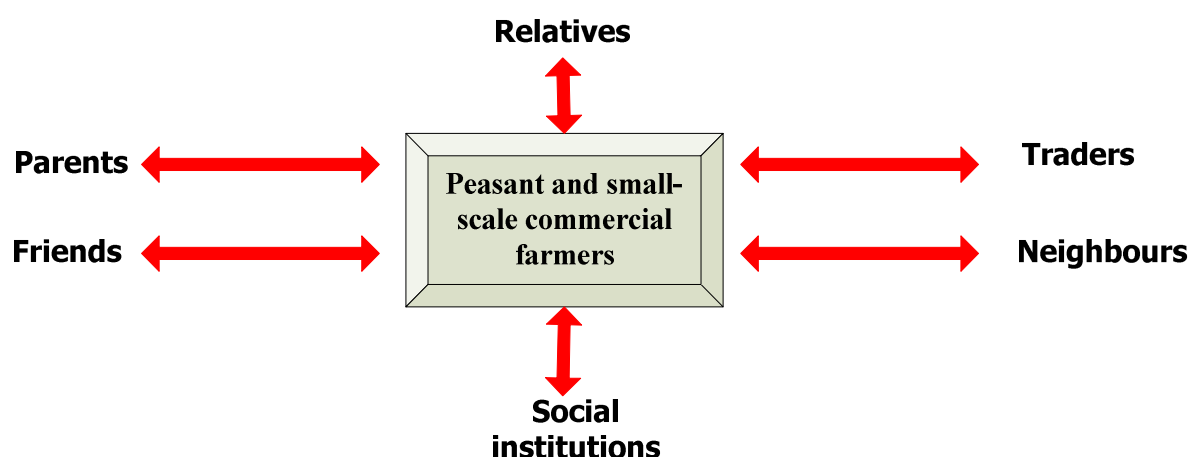 Relatives
Parents
Traders
Peasant and small-
scale commercial
farmers
Friends
Neighbours
Social
institutions